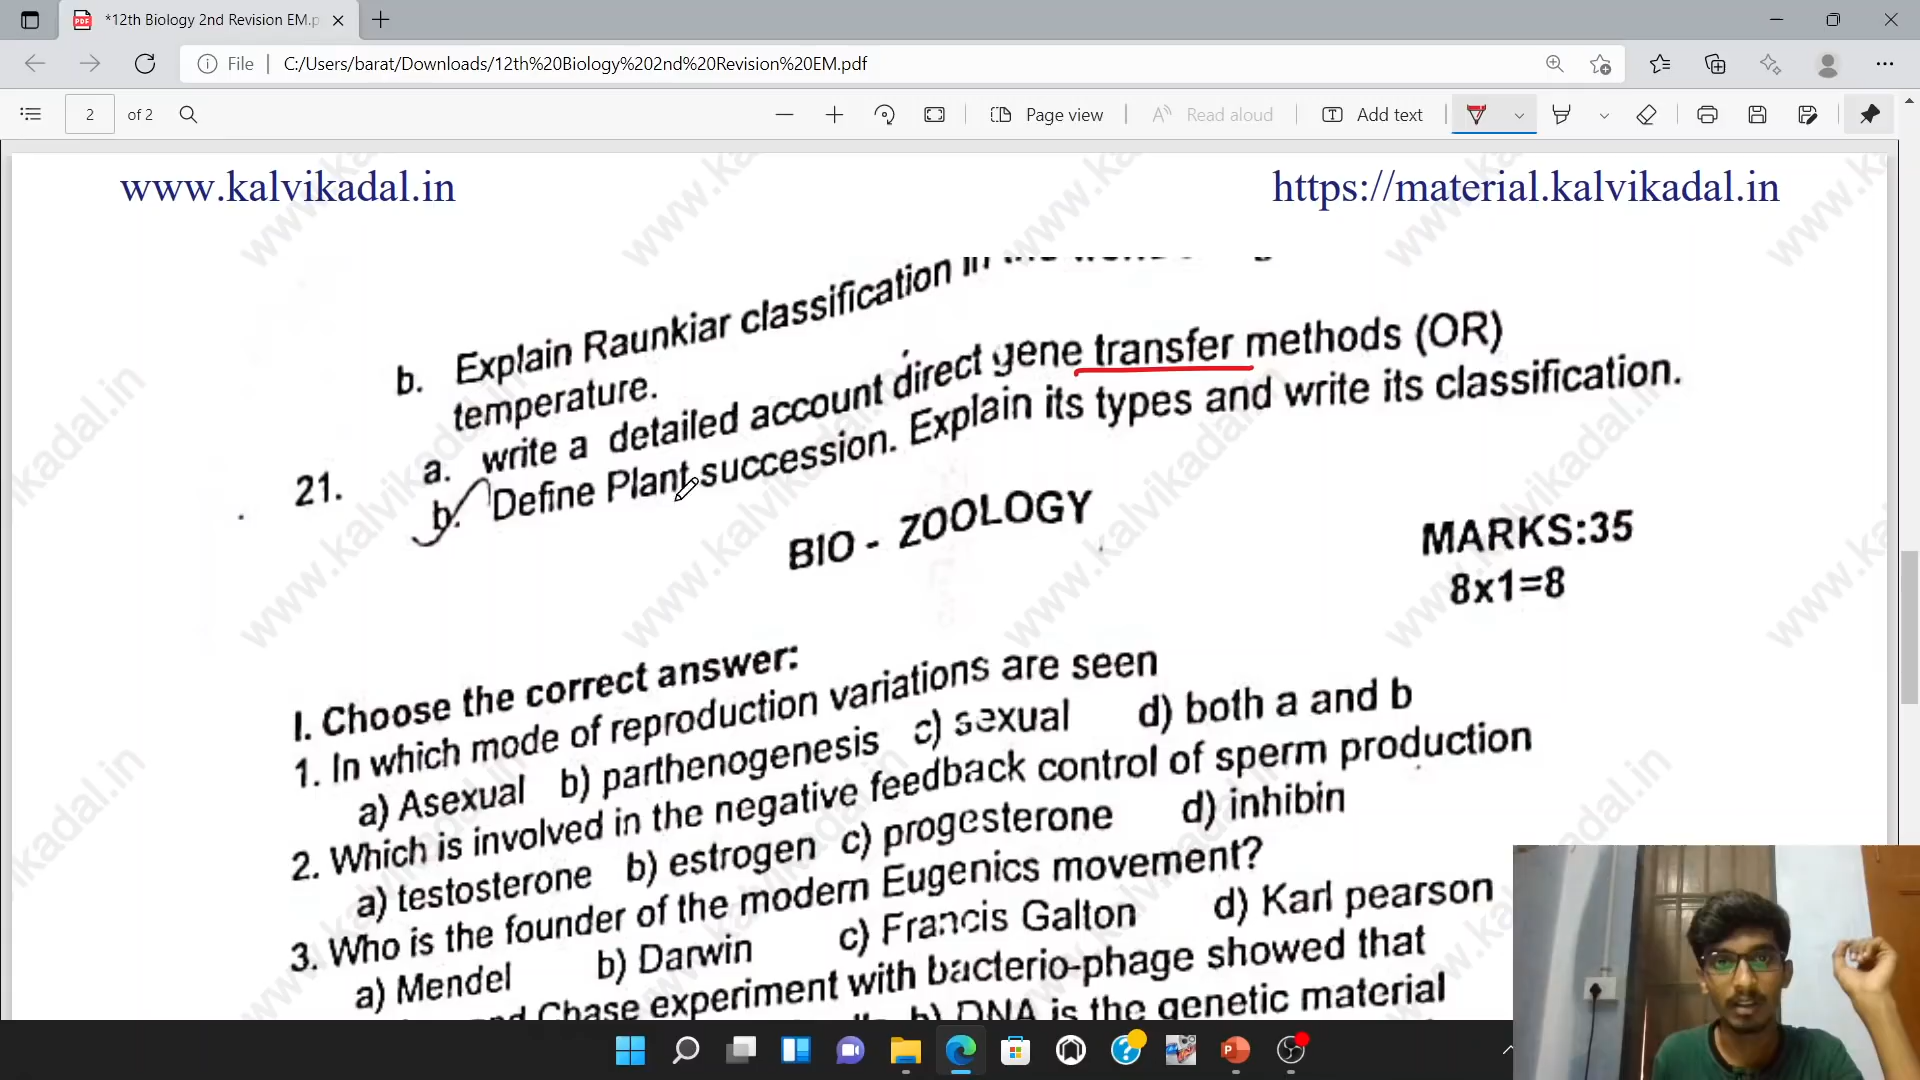 *12th Biology 2nd Revision EM.p
File
C:/Users/barat/Downloads/12th%20Biology%202nd%20Revision%20EM.pdf
2 of 2
Page view
Read aloud
Add text
www.kalvikadal.in
https://material.kalvikadal.in
b. Explain Raunkiar classification in the
temperature.
21. a. write a detailed account direct gene transfer methods (OR)
b. Define Plant succession. Explain its types and write its classification.
BIO - ZOOLOGY
MARKS:35
8x1=8
I. Choose the correct answer:
1. In which mode of reproduction variations are seen
a) Asexual b) parthenogenesis c) sexual d) both a and b
2. Which is involved in the negative feedback control of sperm production
a) testosterone b) estrogen c) progesterone d) inhibin
3. Who is the founder of the modern Eugenics movement?
a) Mendel b) Darwin c) Francis Galton d) Karl pearson
and Chase experiment with bacterio-phage showed that
b) DNA is the genetic material